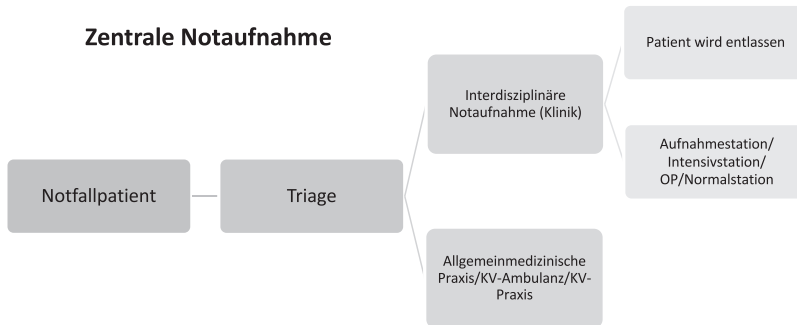 Zentrale Notaufnahme
Notfallpatient
Triage
Interdisziplinäre
Notaufnahme (Klinik)
Patient wird entlassen
Aufnahmestation/
Intensivstation/
OP/Normalstation
Allgemeinmedizinische
Praxis/KV-Ambulanz/KV-
Praxis